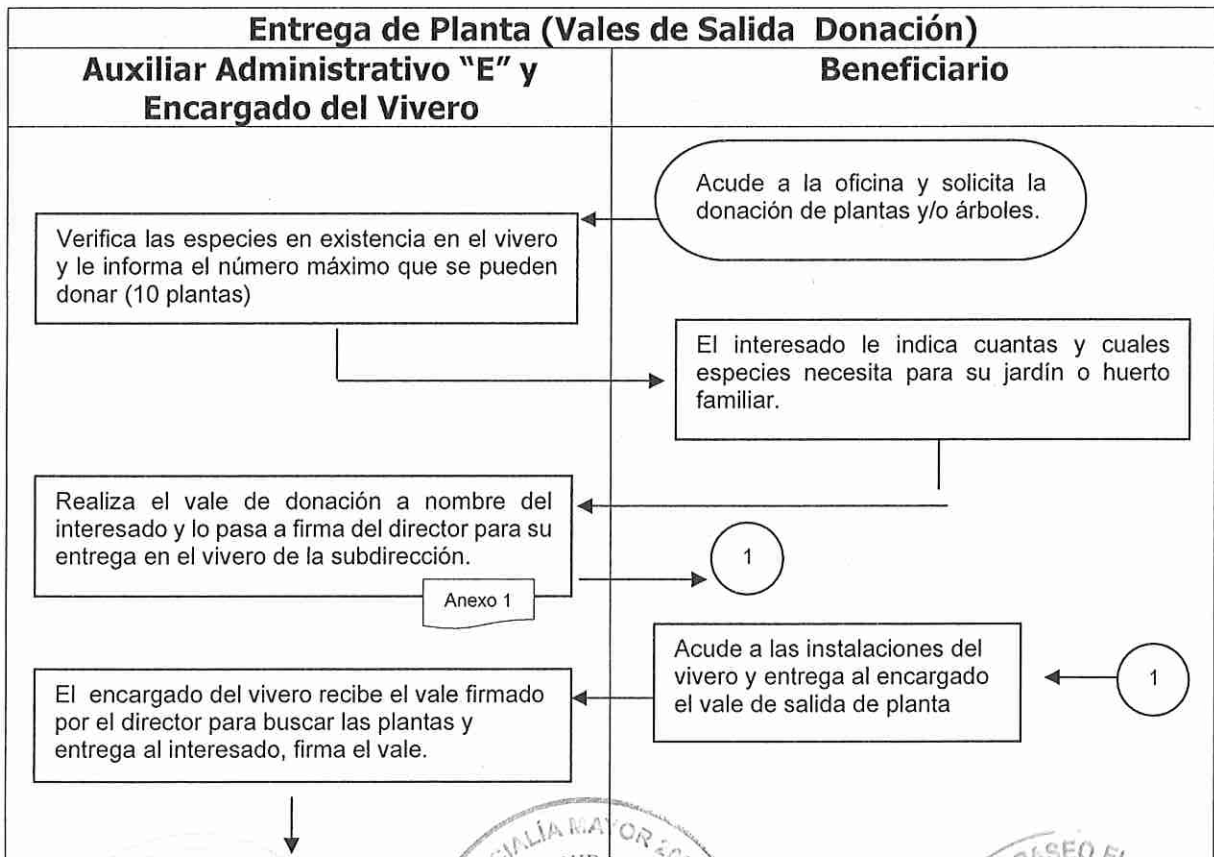 Entrega de Planta (Vales de Salida Donación)
Auxiliar Administrativo "E" y
Encargado del Vivero
Beneficiario
Acude a la oficina y solicita la
donación de plantas y/o árboles.
Verifica las especies en existencia en el vivero
y le informa el número máximo que se pueden
donar (10 plantas)
El interesado le indica cuantas y cuales
especies necesita para su jardín o huerto
familiar.
Realiza el vale de donación a nombre del
interesado y lo pasa a firma del director para su
entrega en el vivero de la subdirección.
Anexo 1
1
Acude a las instalaciones del
vivero y entrega al encargado
el vale de salida de planta
1
El encargado del vivero recibe el vale firmado
por el director para buscar las plantas y
entrega al interesado, firma el vale.
MAYOR